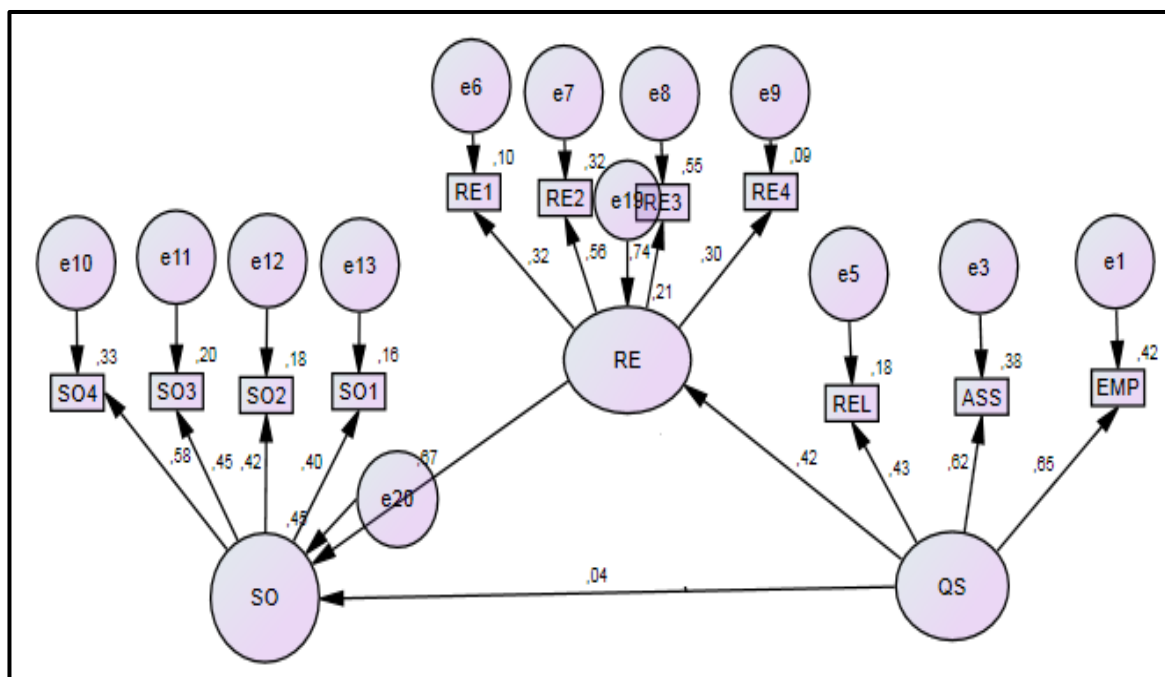 e6
e7
e8
e9
,10
,32
,55
,09
RE1
RE2
e19
RE3
RE4
e10
e11
e12
e13
e5
e3
e1
,32
,56
,74
,30
,21
,33
,20
,18
,16
RE
,18
,38
,42
SO4
SO3
SO2
SO1
REL
ASS
EMP
,58
,45
,42
,40
,67
,42
,43
,62
,65
e20
,45
,04
SO
QS